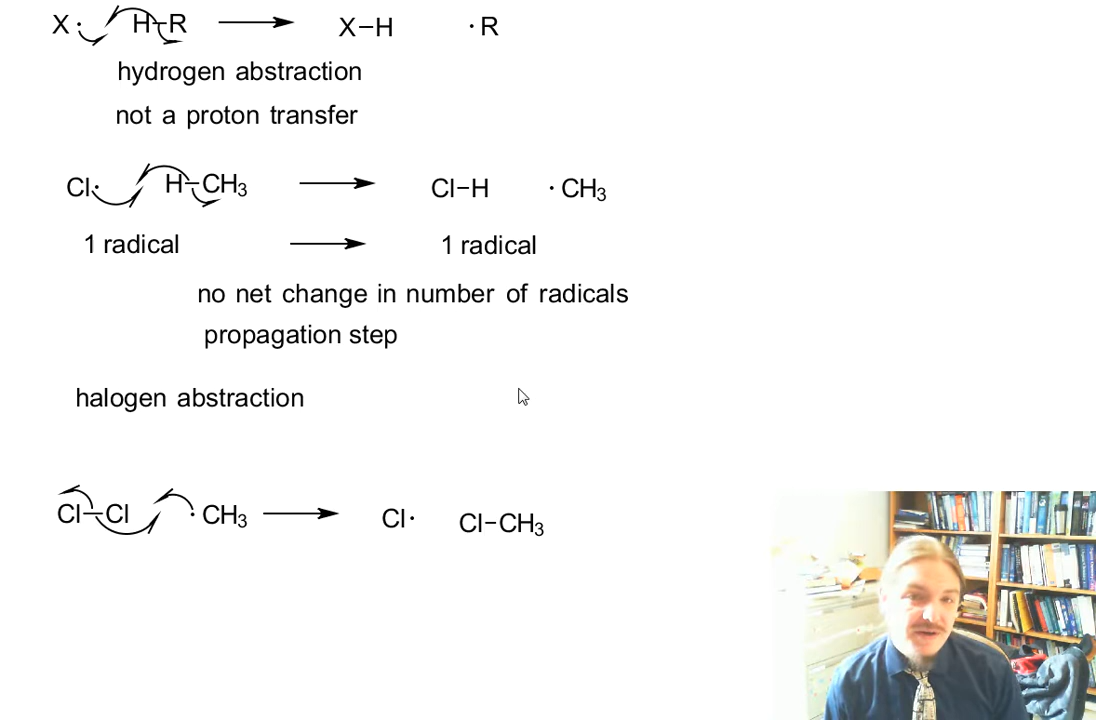 X· H–R → X–H ·R
hydrogen abstraction
not a proton transfer
Cl· H–CH₃ → Cl–H ·CH₃
1 radical → 1 radical
no net change in number of radicals
propagation step
halogen abstraction
Cl–Cl ·CH₃ → Cl· Cl–CH₃